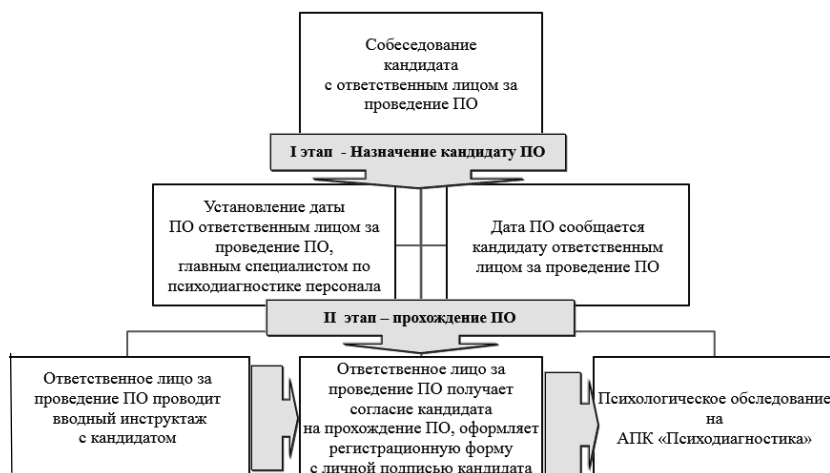 Собеседование
кандидата
с ответственным лицом за
проведение ПО
I этап - Назначение кандидату ПО
Установление даты
ПО ответственным лицом за
проведение ПО,
главным специалистом по
психодиагностике персонала
Дата ПО сообщается
кандидату ответственным
лицом за проведение ПО
II этап – прохождение ПО
Ответственное лицо за
проведение ПО проводит
вводный инструктаж
с кандидатом
Ответственное лицо за
проведение ПО получает
согласие кандидата
на прохождение ПО, оформляет
регистрационную форму
с личной подписью кандидата
Психологическое обследование
на
АПК «Психодиагностика»